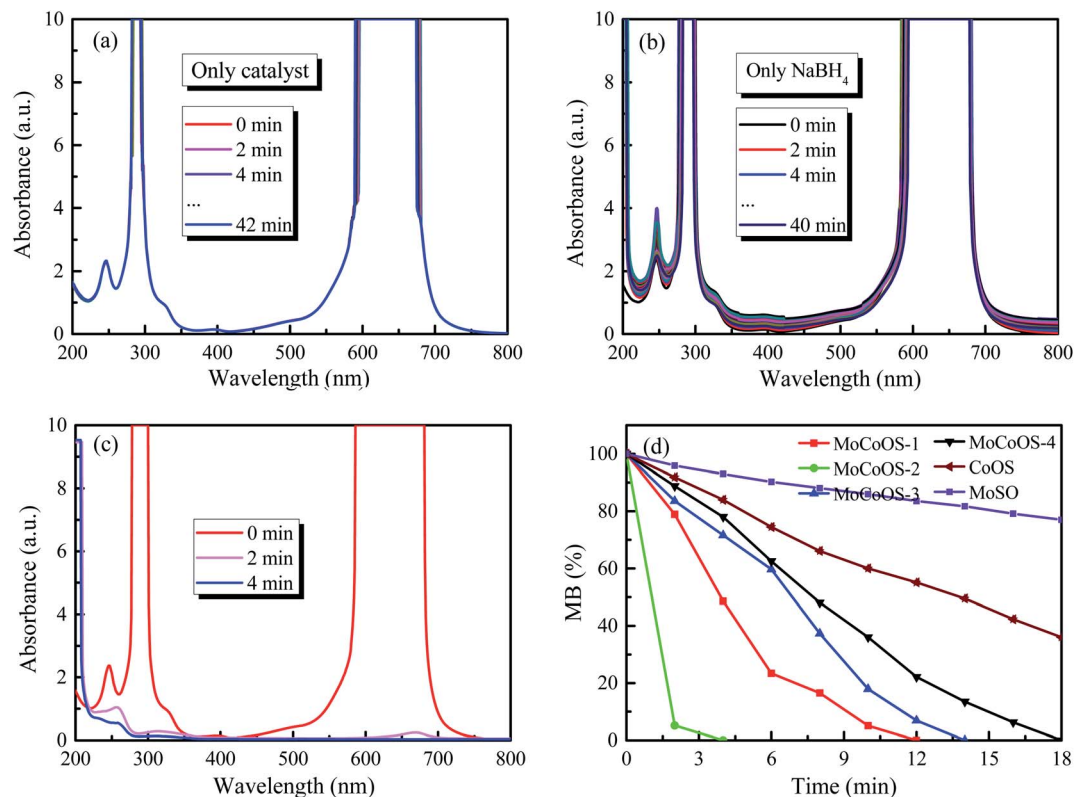 (a)
Only catalyst
0 min
2 min
4 min
...
42 min
Absorbance (a.u.)
10
8
6
4
2
0
200 300 400 500 600 700 800
Wavelength (nm)
(b)
Only NaBH4
0 min
2 min
4 min
...
40 min
Absorbance (a.u.)
10
8
6
4
2
0
200 300 400 500 600 700 800
Wavelength (nm)
(c)
0 min
2 min
4 min
Absorbance (a.u.)
10
8
6
4
2
0
200 300 400 500 600 700 800
Wavelength (nm)
(d)
MoCoOS-1 MoCoOS-4
MoCoOS-2 CoOS
MoCoOS-3 MoSO
MB (%)
100
80
60
40
20
0
0 3 6 9 12 15 18
Time (min)